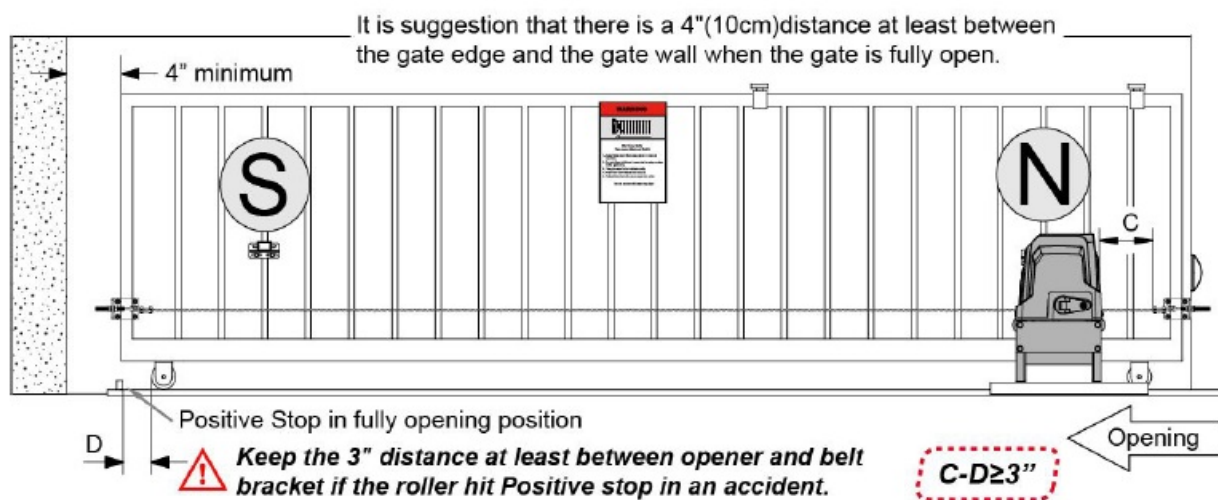 It is suggestion that there is a 4"(10cm)distance at least between
the gate edge and the gate wall when the gate is fully open.
4" minimum
WARNING
S
N
C
Positive Stop in fully opening position
D
Keep the 3" distance at least between opener and belt
bracket if the roller hit Positive stop in an accident.
C-D≥3"
Opening